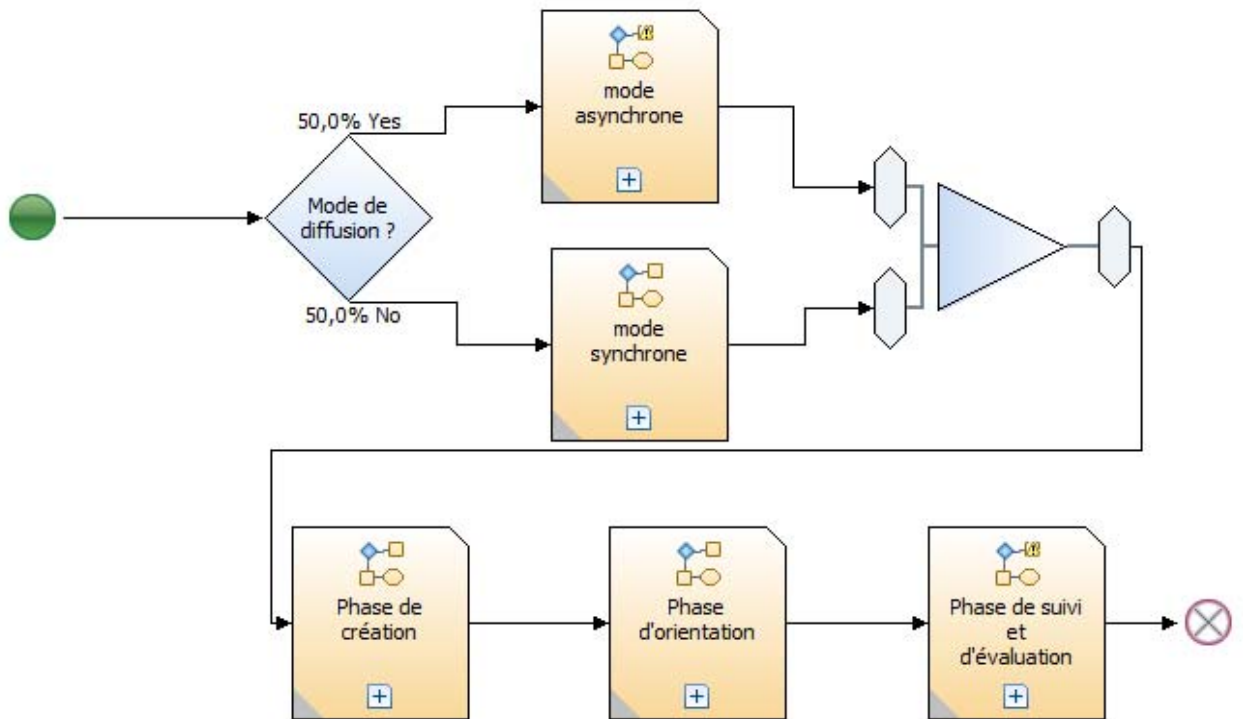 50,0% Yes
mode
asynchrone
Mode de
diffusion ?
50,0% No
mode
synchrone
Phase de
création
Phase
d'orientation
Phase de suivi
et
d'évaluation